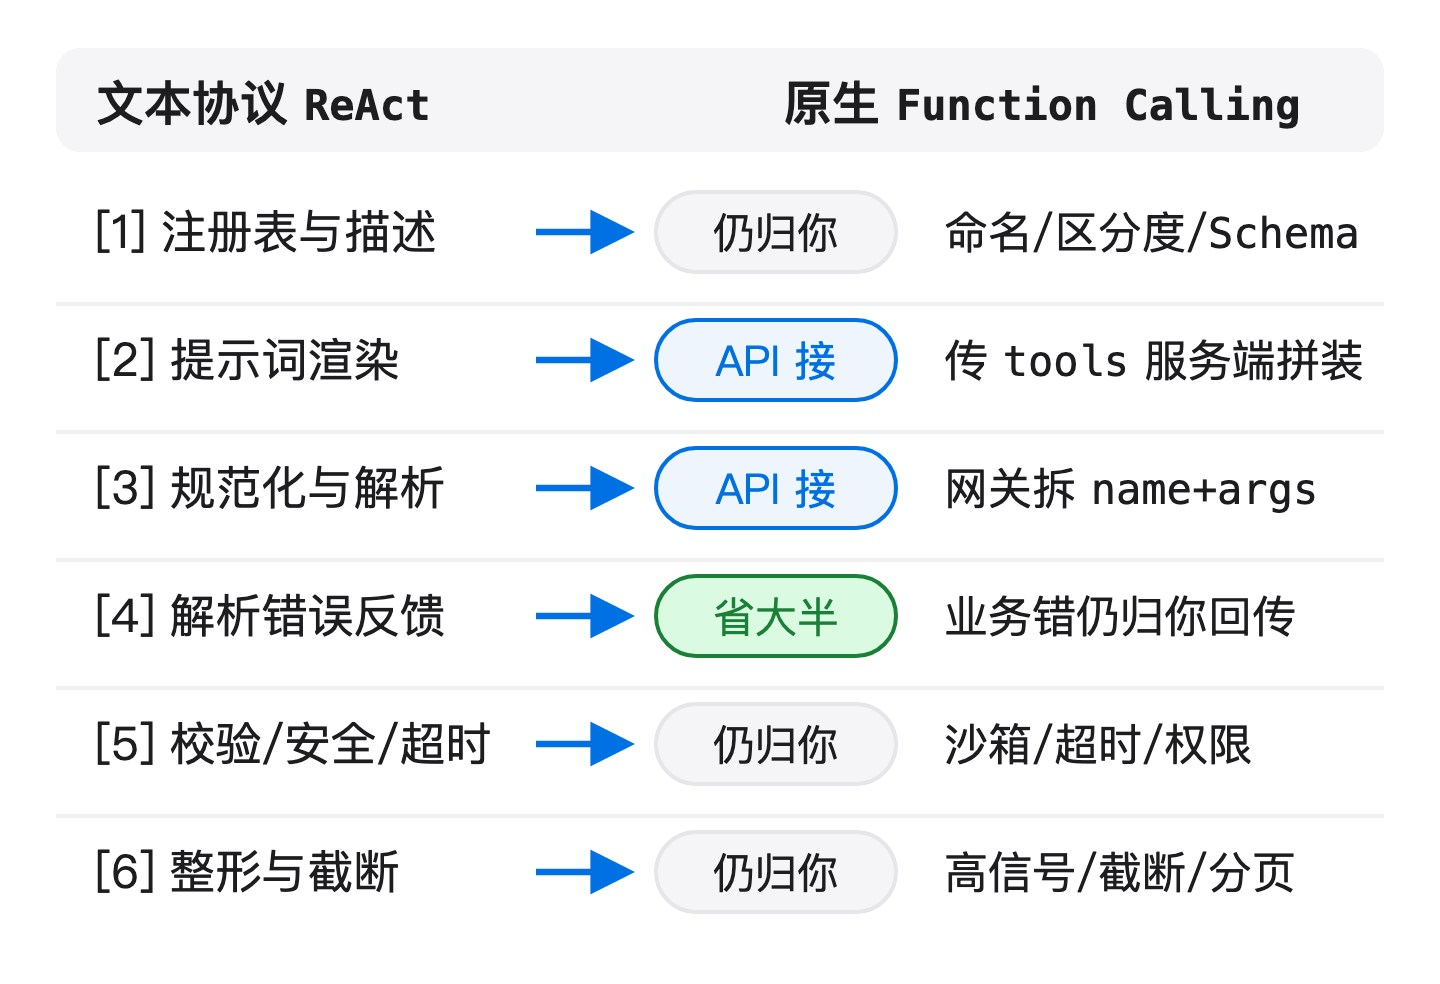 文本协议 ReAct 原生 Function Calling
[1] 注册表与描述 仍归你 命名/区分度/Schema
[2] 提示词渲染 API 接 传 tools 服务端拼装
[3] 规范化与解析 API 接 网关拆 name+args
[4] 解析错误反馈 省大半 业务错仍归你回传
[5] 校验/安全/超时 仍归你 沙箱/超时/权限
[6] 整形与截断 仍归你 高信号/截断/分页